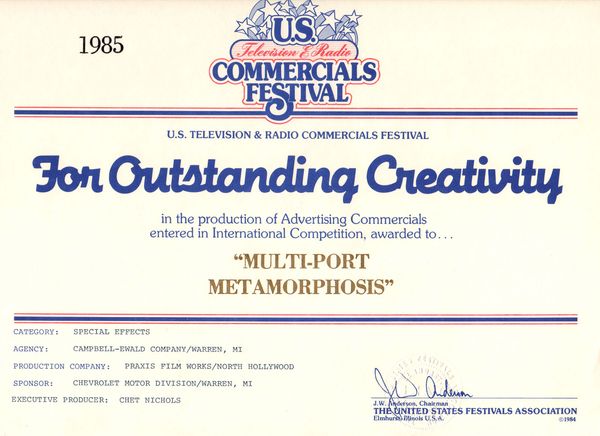 1985
U.S.
Television & Radio
COMMERCIALS
FESTIVAL
U.S. TELEVISION & RADIO COMMERCIALS FESTIVAL
For Outstanding Creativity
in the production of Advertising Commercials
entered in International Competition, awarded to...
“MULTI-PORT
METAMORPHOSIS”
CATEGORY: SPECIAL EFFECTS
AGENCY: CAMPBELL-EWALD COMPANY/WARREN, MI
PRODUCTION COMPANY: PRAXIS FILM WORKS/NORTH HOLLYWOOD
SPONSOR: CHEVROLET MOTOR DIVISION/WARREN, MI
EXECUTIVE PRODUCER: CHET NICHOLS
J.W. Anderson
J.W. Anderson, Chairman
THE UNITED STATES FESTIVALS ASSOCIATION
Elmhurst, Illinois U.S.A. ©1984